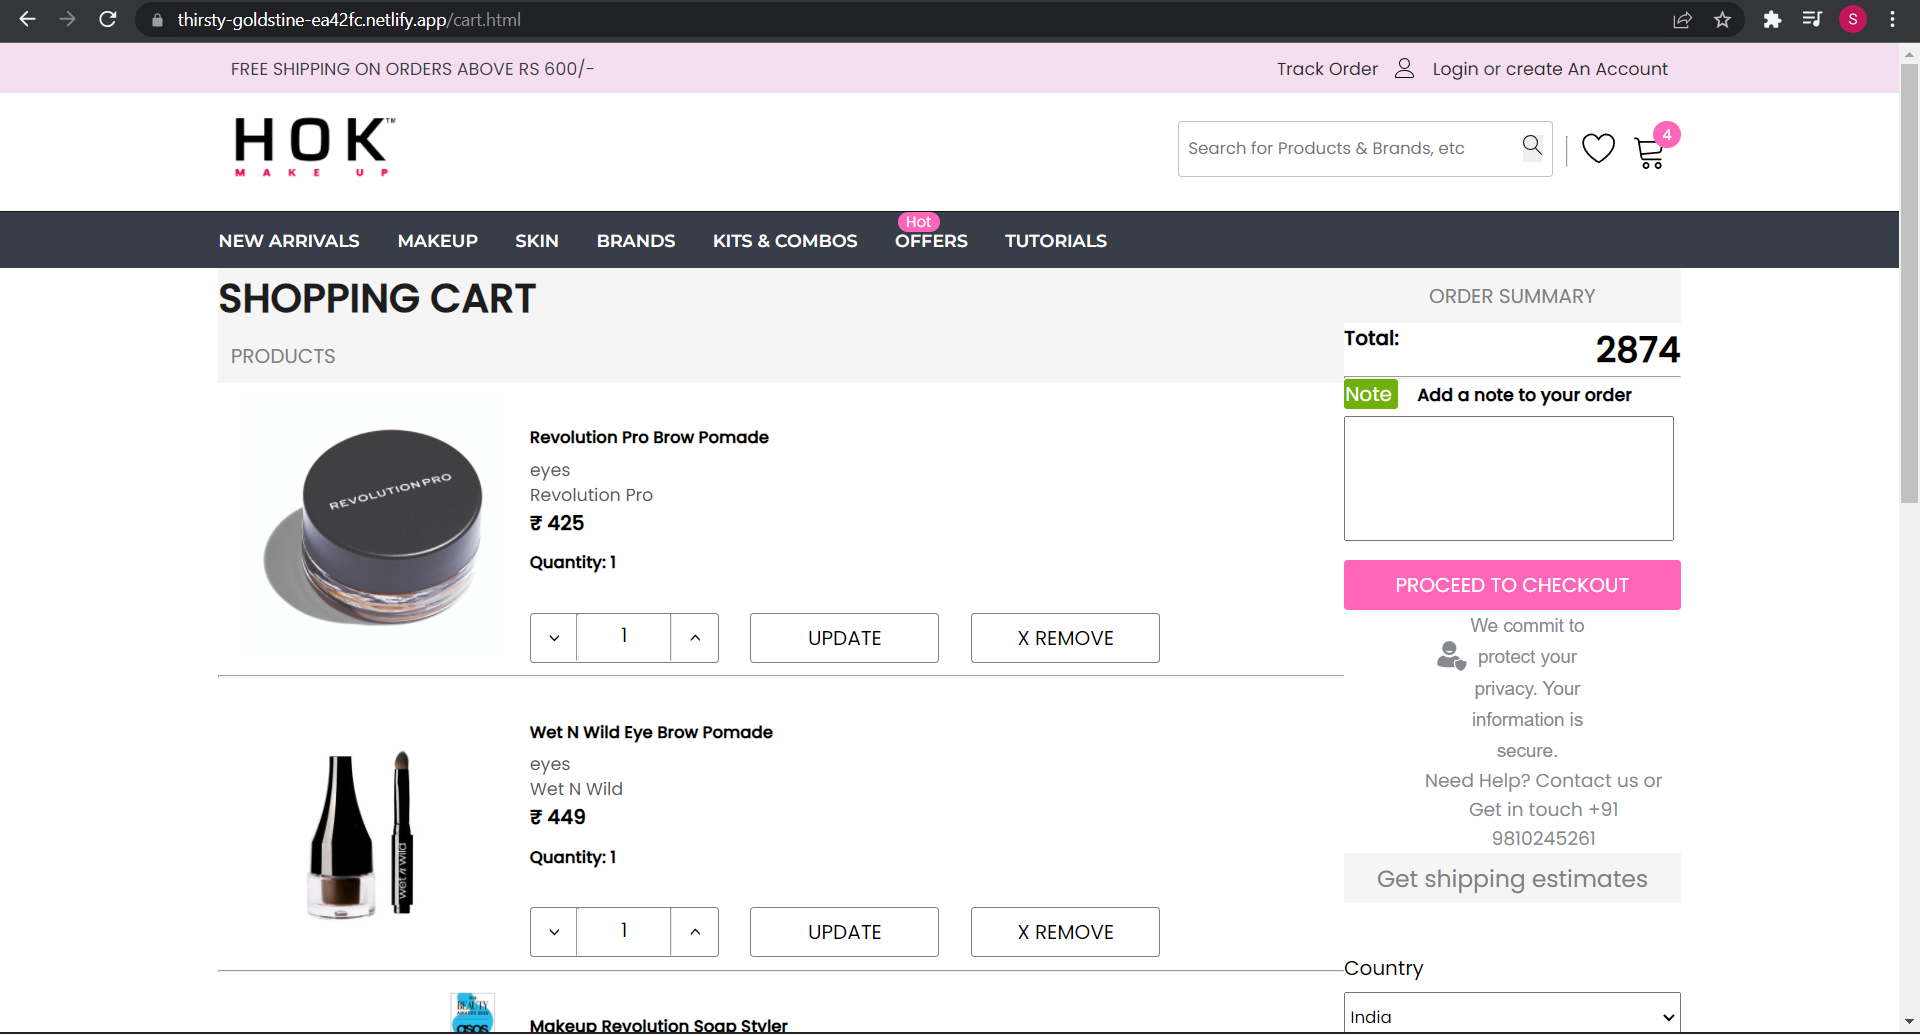 thirsty-goldstine-ea42fc.netlify.app/cart.html
S
FREE SHIPPING ON ORDERS ABOVE RS 600/-
Track Order
Login or create An Account
HOK™
MAKE UP
Search for Products & Brands, etc
4
Hot
NEW ARRIVALS
MAKEUP
SKIN
BRANDS
KITS & COMBOS
OFFERS
TUTORIALS
SHOPPING CART
PRODUCTS
REVOLUTION PRO
Revolution Pro Brow Pomade
eyes
Revolution Pro
₹ 425
Quantity: 1
1
UPDATE
X REMOVE
wet n wild
Wet N Wild Eye Brow Pomade
eyes
Wet N Wild
₹ 449
Quantity: 1
1
UPDATE
X REMOVE
BEAUTY
asos
Makeup Revolution Soap Styler
ORDER SUMMARY
Total:
2874
Note
Add a note to your order
PROCEED TO CHECKOUT
We commit to
protect your
privacy. Your
information is
secure.
Need Help? Contact us or
Get in touch +91
9810245261
Get shipping estimates
Country
India